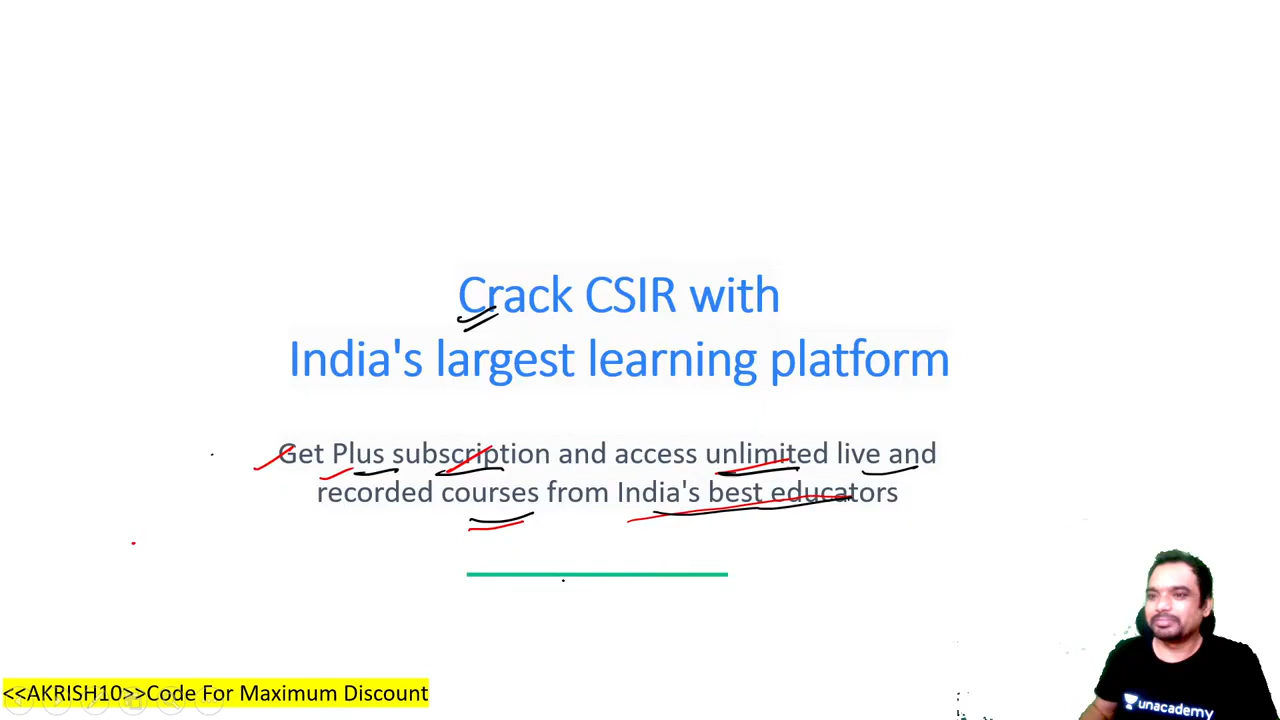 Crack CSIR with
India's largest learning platform
Get Plus subscription and access unlimited live and
recorded courses from India's best educators
<<AKRISH10>>Code For Maximum Discount
unacademy